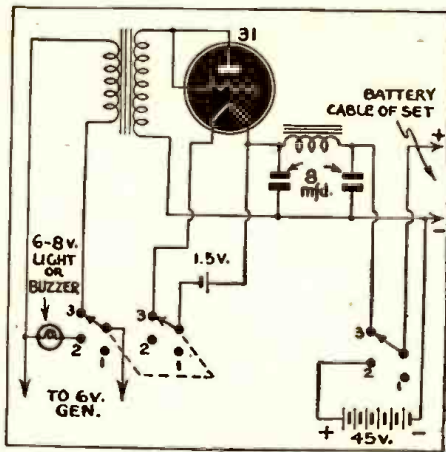 31
BATTERY
CABLE OF SET
+
-
8
mfd.
6-8v.
LIGHT
OR
BUZZER
1.5v.
3
2
1
3
2
1
3
2
1
TO 6v.
GEN.
+
45v.
-